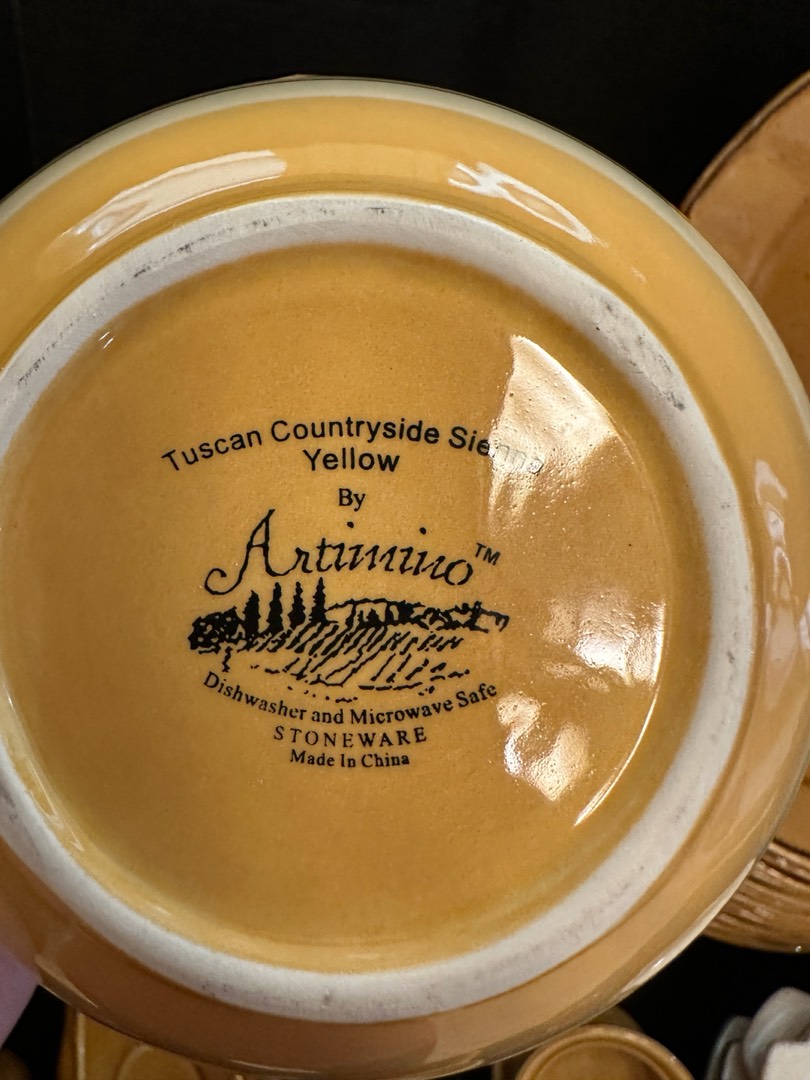 Tuscan Countryside Sienna
Yellow
By
Artimino™
Dishwasher and Microwave Safe
STONEWARE
Made In China